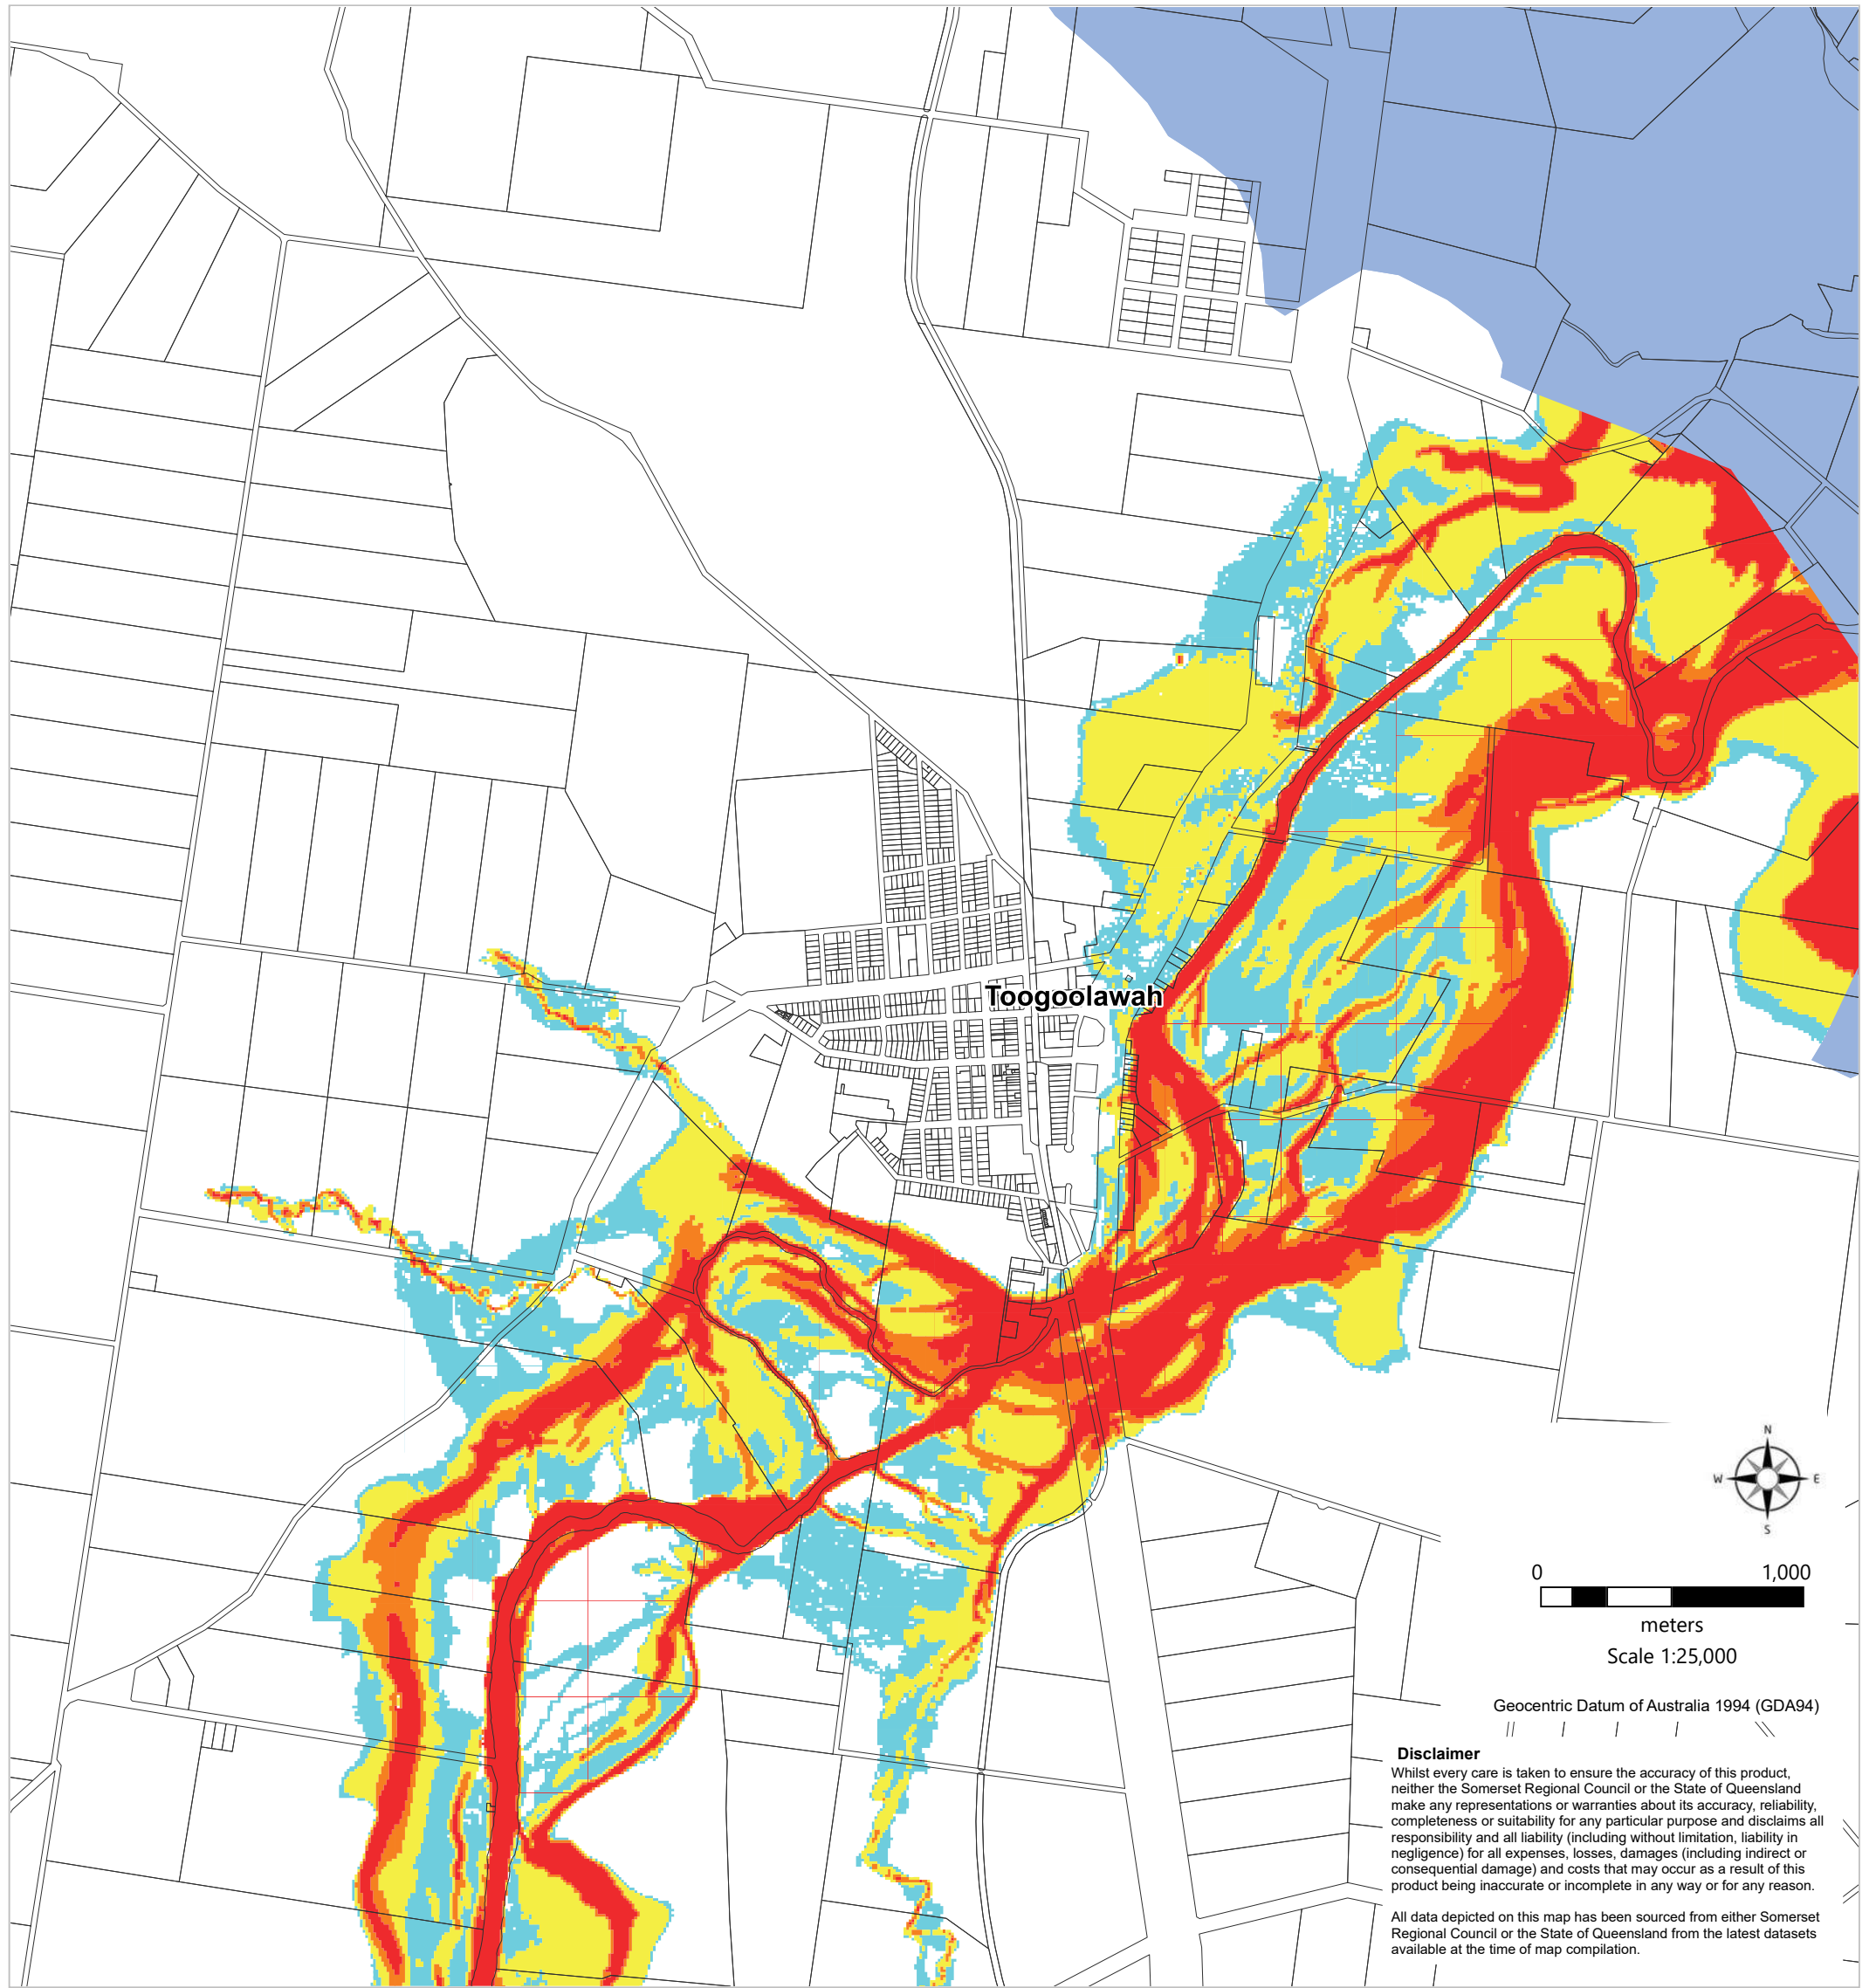 Toogoolawah
N
W E
S
0 1,000
meters
Scale 1:25,000
Geocentric Datum of Australia 1994 (GDA94)
Disclaimer
Whilst every care is taken to ensure the accuracy of this product,
neither the Somerset Regional Council or the State of Queensland
make any representations or warranties about its accuracy, reliability,
completeness or suitability for any particular purpose and disclaims all
responsibility and all liability (including without limitation, liability in
negligence) for all expenses, losses, damages (including indirect or
consequential damage) and costs that may occur as a result of this
product being inaccurate or incomplete in any way or for any reason.
All data depicted on this map has been sourced from either Somerset
Regional Council or the State of Queensland from the latest datasets
available at the time of map compilation.